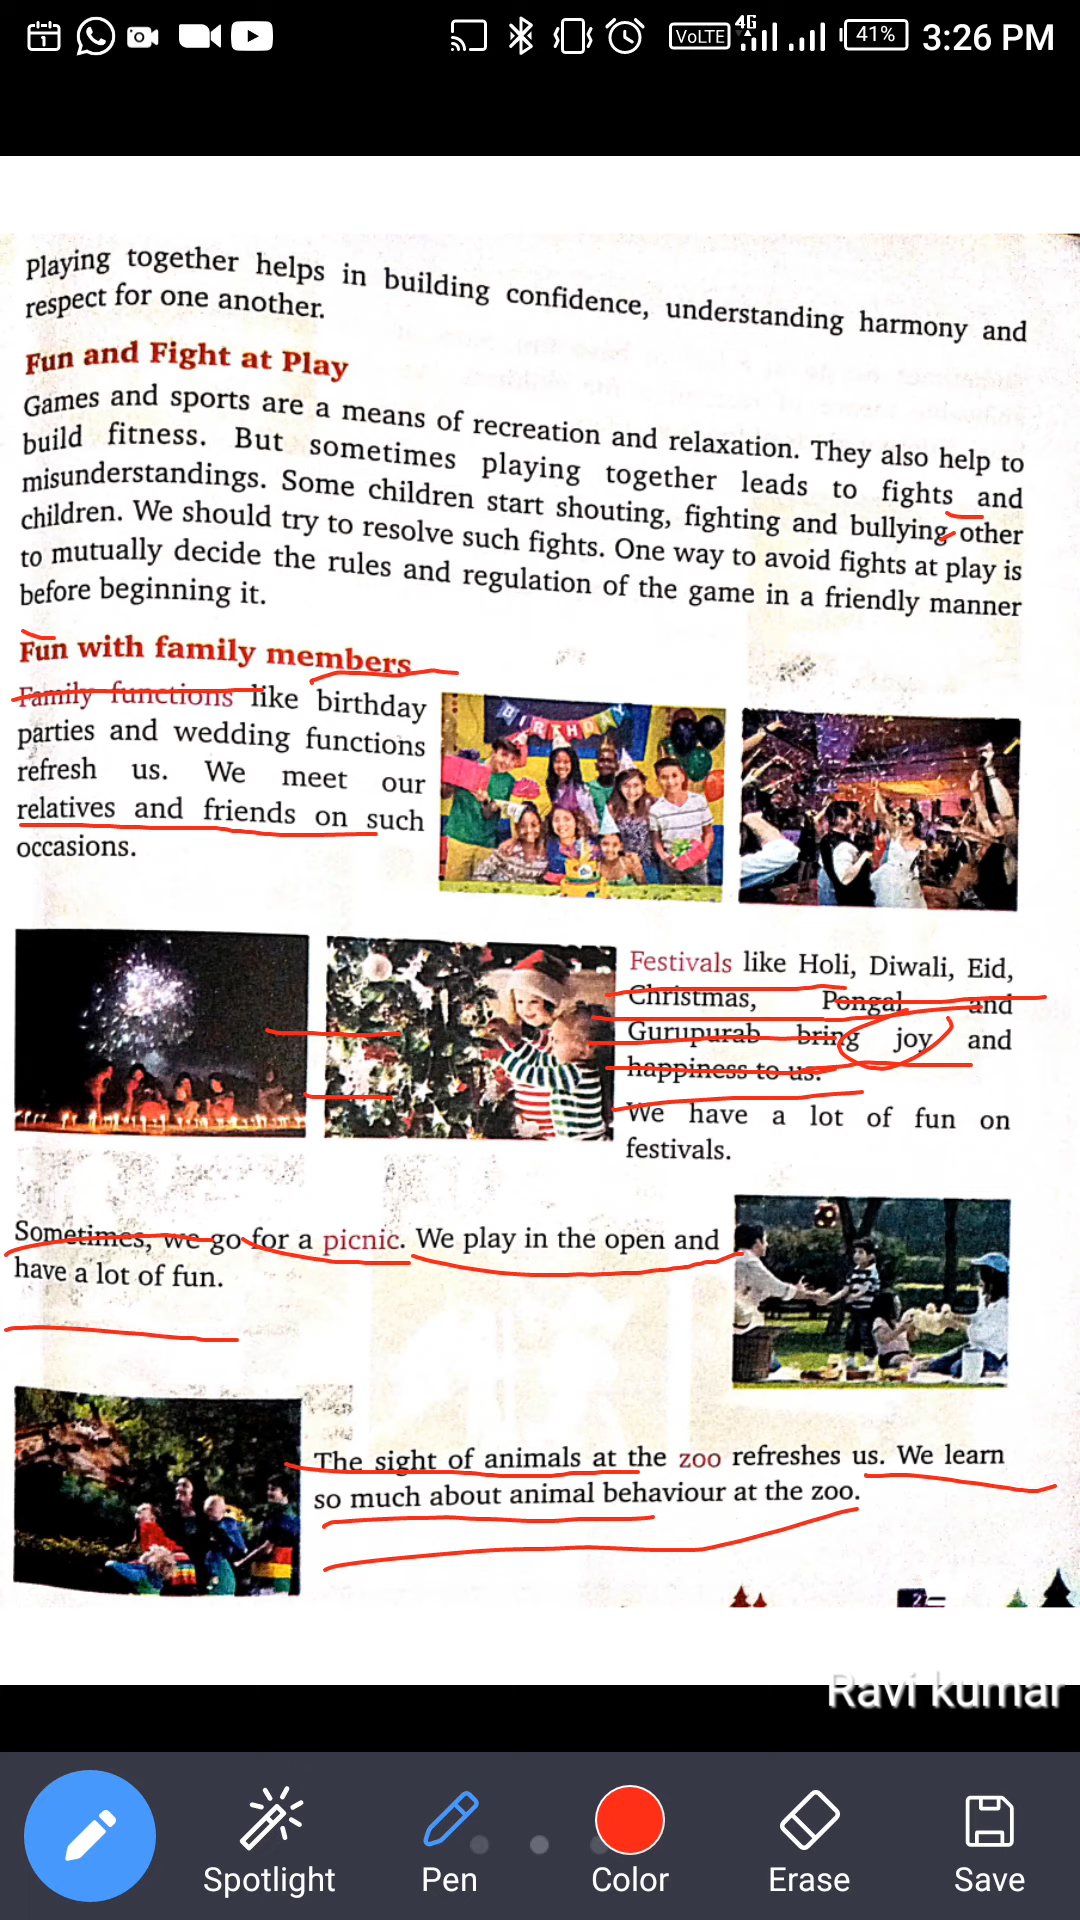 1
VoLTE 4G 41% 3:26 PM
Playing together helps in building confidence, understanding harmony and
respect for one another.
Fun and Fight at Play
Games and sports are a means of recreation and relaxation. They also help to
build fitness. But sometimes playing together leads to fights and
misunderstandings. Some children start shouting, fighting and bullying other
children. We should try to resolve such fights. One way to avoid fights at play is
to mutually decide the rules and regulation of the game in a friendly manner
before beginning it.
Fun with family members
Family functions like birthday
parties and wedding functions
refresh us. We meet our
relatives and friends on such
occasions.
BIRTHDAY
Festivals like Holi, Diwali, Eid,
Christmas, Pongal and
Gurupurab bring joy and
happiness to us.
We have a lot of fun on
festivals.
Sometimes, we go for a picnic. We play in the open and
have a lot of fun.
The sight of animals at the zoo refreshes us. We learn
so much about animal behaviour at the zoo.
Ravi kumar
Spotlight Pen Color Erase Save